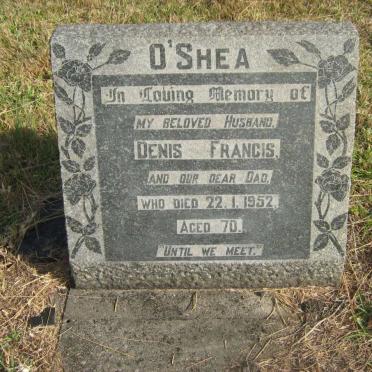 O'SHEA
In Loving Memory of
MY BELOVED HUSBAND,
DENIS FRANCIS,
AND OUR DEAR DAD,
WHO DIED 22.1.1952,
AGED 70.
"UNTIL WE MEET."